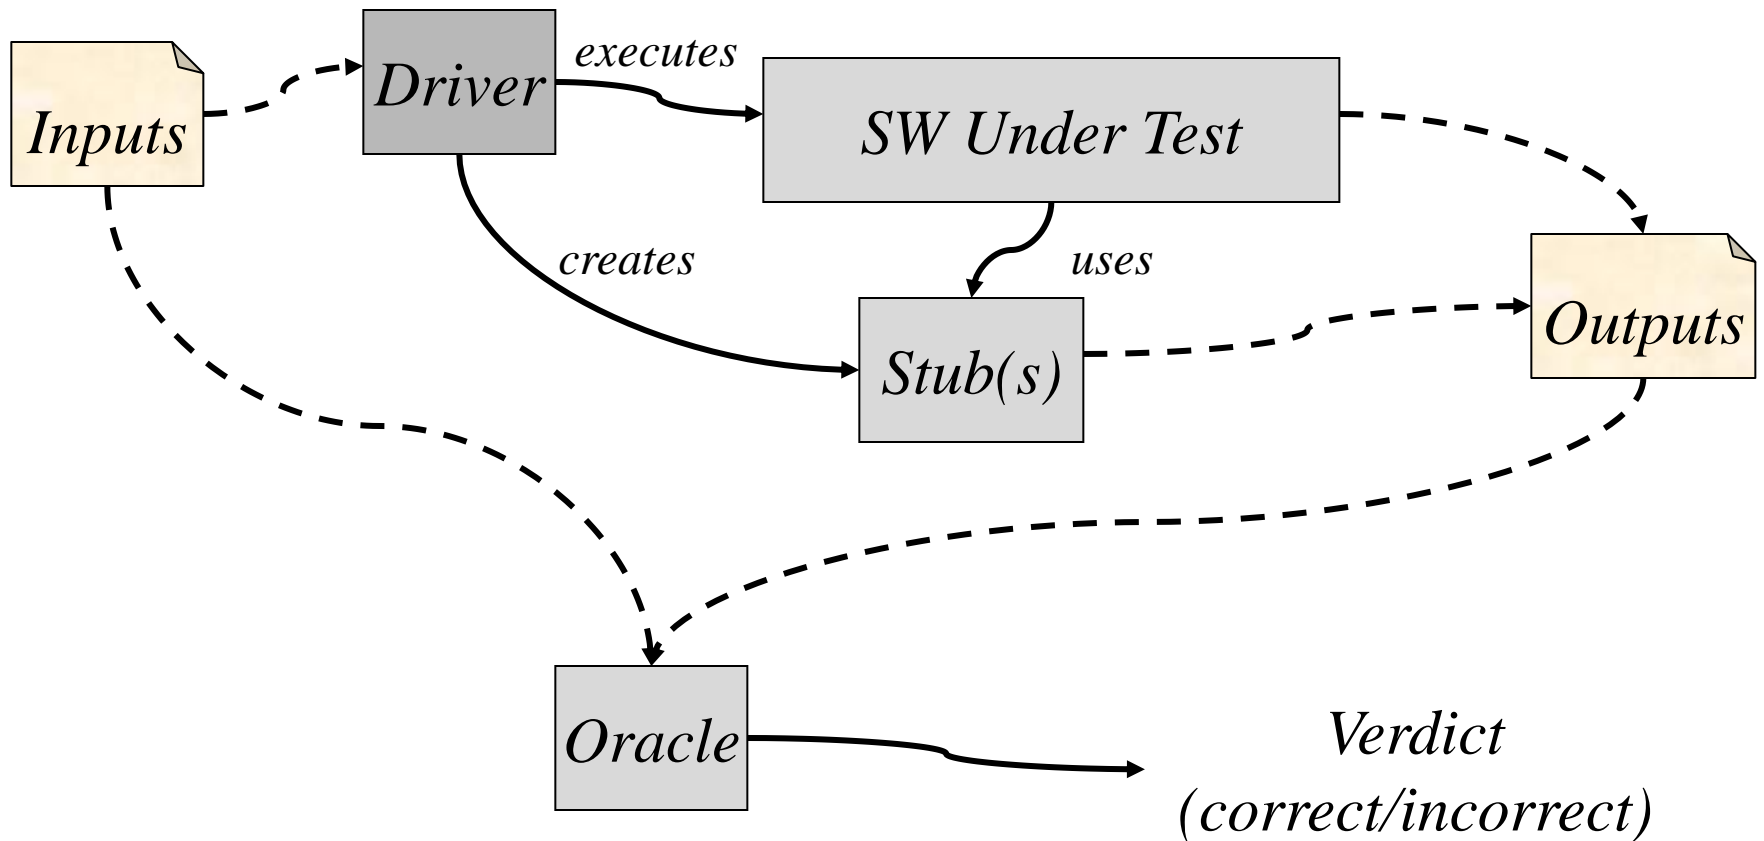 Inputs
Driver
executes
SW Under Test
creates
uses
Stub(s)
Outputs
Oracle
Verdict
(correct/incorrect)